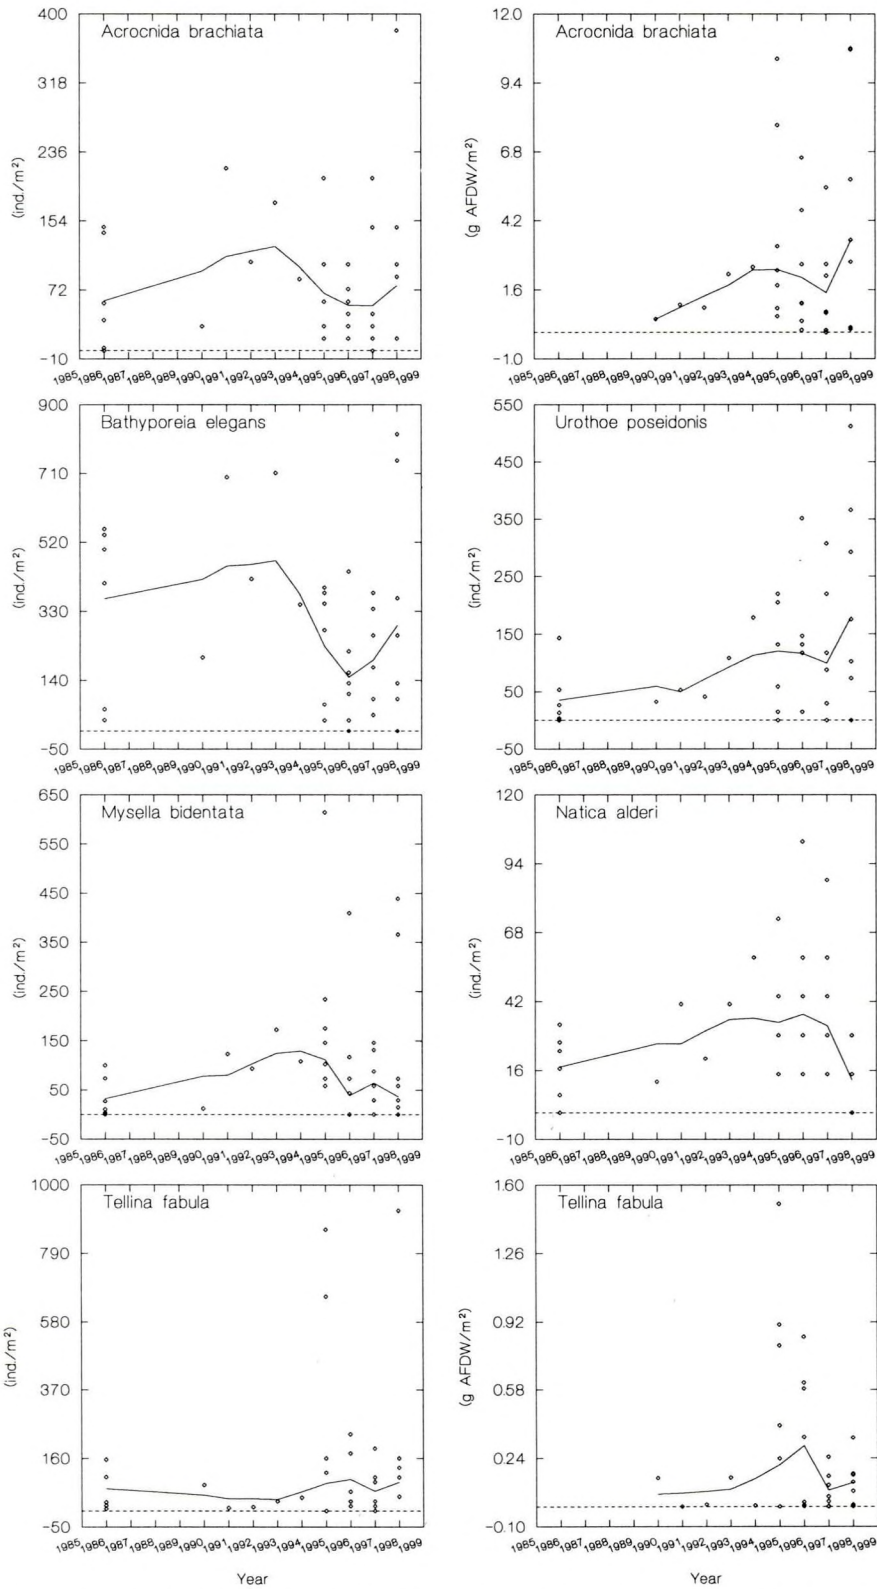 Acrocnida brachiata
400
318
236
154
72
-10
(ind./m²)
1985 1986 1987 1988 1989 1990 1991 1992 1993 1994 1995 1996 1997 1998 1999
Acrocnida brachiata
12.0
9.4
6.8
4.2
1.6
-1.0
(g AFDW/m²)
1985 1986 1987 1988 1989 1990 1991 1992 1993 1994 1995 1996 1997 1998 1999
Bathyporeia elegans
900
710
520
330
140
-50
(ind./m²)
1985 1986 1987 1988 1989 1990 1991 1992 1993 1994 1995 1996 1997 1998 1999
Urothoe poseidonis
550
450
350
250
150
50
-50
(ind./m²)
1985 1986 1987 1988 1989 1990 1991 1992 1993 1994 1995 1996 1997 1998 1999
Mysella bidentata
650
550
450
350
250
150
50
-50
(ind./m²)
1985 1986 1987 1988 1989 1990 1991 1992 1993 1994 1995 1996 1997 1998 1999
Natica alderi
120
94
68
42
16
-10
(ind./m²)
1985 1986 1987 1988 1989 1990 1991 1992 1993 1994 1995 1996 1997 1998 1999
Tellina fabula
1000
790
580
370
160
-50
(ind./m²)
1985 1986 1987 1988 1989 1990 1991 1992 1993 1994 1995 1996 1997 1998 1999
Year
Tellina fabula
1.60
1.26
0.92
0.58
0.24
-0.10
(g AFDW/m²)
1985 1986 1987 1988 1989 1990 1991 1992 1993 1994 1995 1996 1997 1998 1999
Year